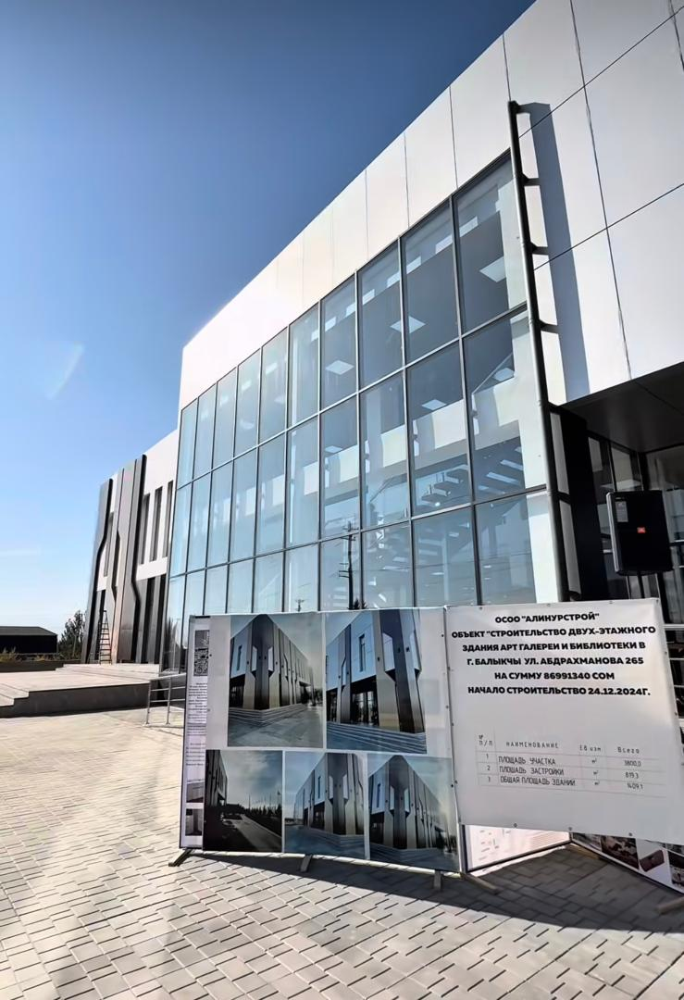 ОСОО "АЛИНУРСТРОЙ"
ОБЪЕКТ "СТРОИТЕЛЬСТВО ДВУХ-ЭТАЖНОГО
ЗДАНИЯ АРТ ГАЛЕРЕИ И БИБЛИОТЕКИ В
Г. БАЛЫКЧЫ УЛ. АБДРАХМАНОВА 265
НА СУММУ 86991340 СОМ
НАЧАЛО СТРОИТЕЛЬСТВО 24.12.2024Г.
№ П/П НАИМЕНОВАНИЕ Ед изм Всего
1 ПЛОЩАДЬ УЧАСТКА м² 3800,0
2 ПЛОЩАДЬ ЗАСТРОЙКИ м² 819.3
3 ОБЩАЯ ПЛОЩАДЬ ЗДАНИЙ м² 1409.1
JBL